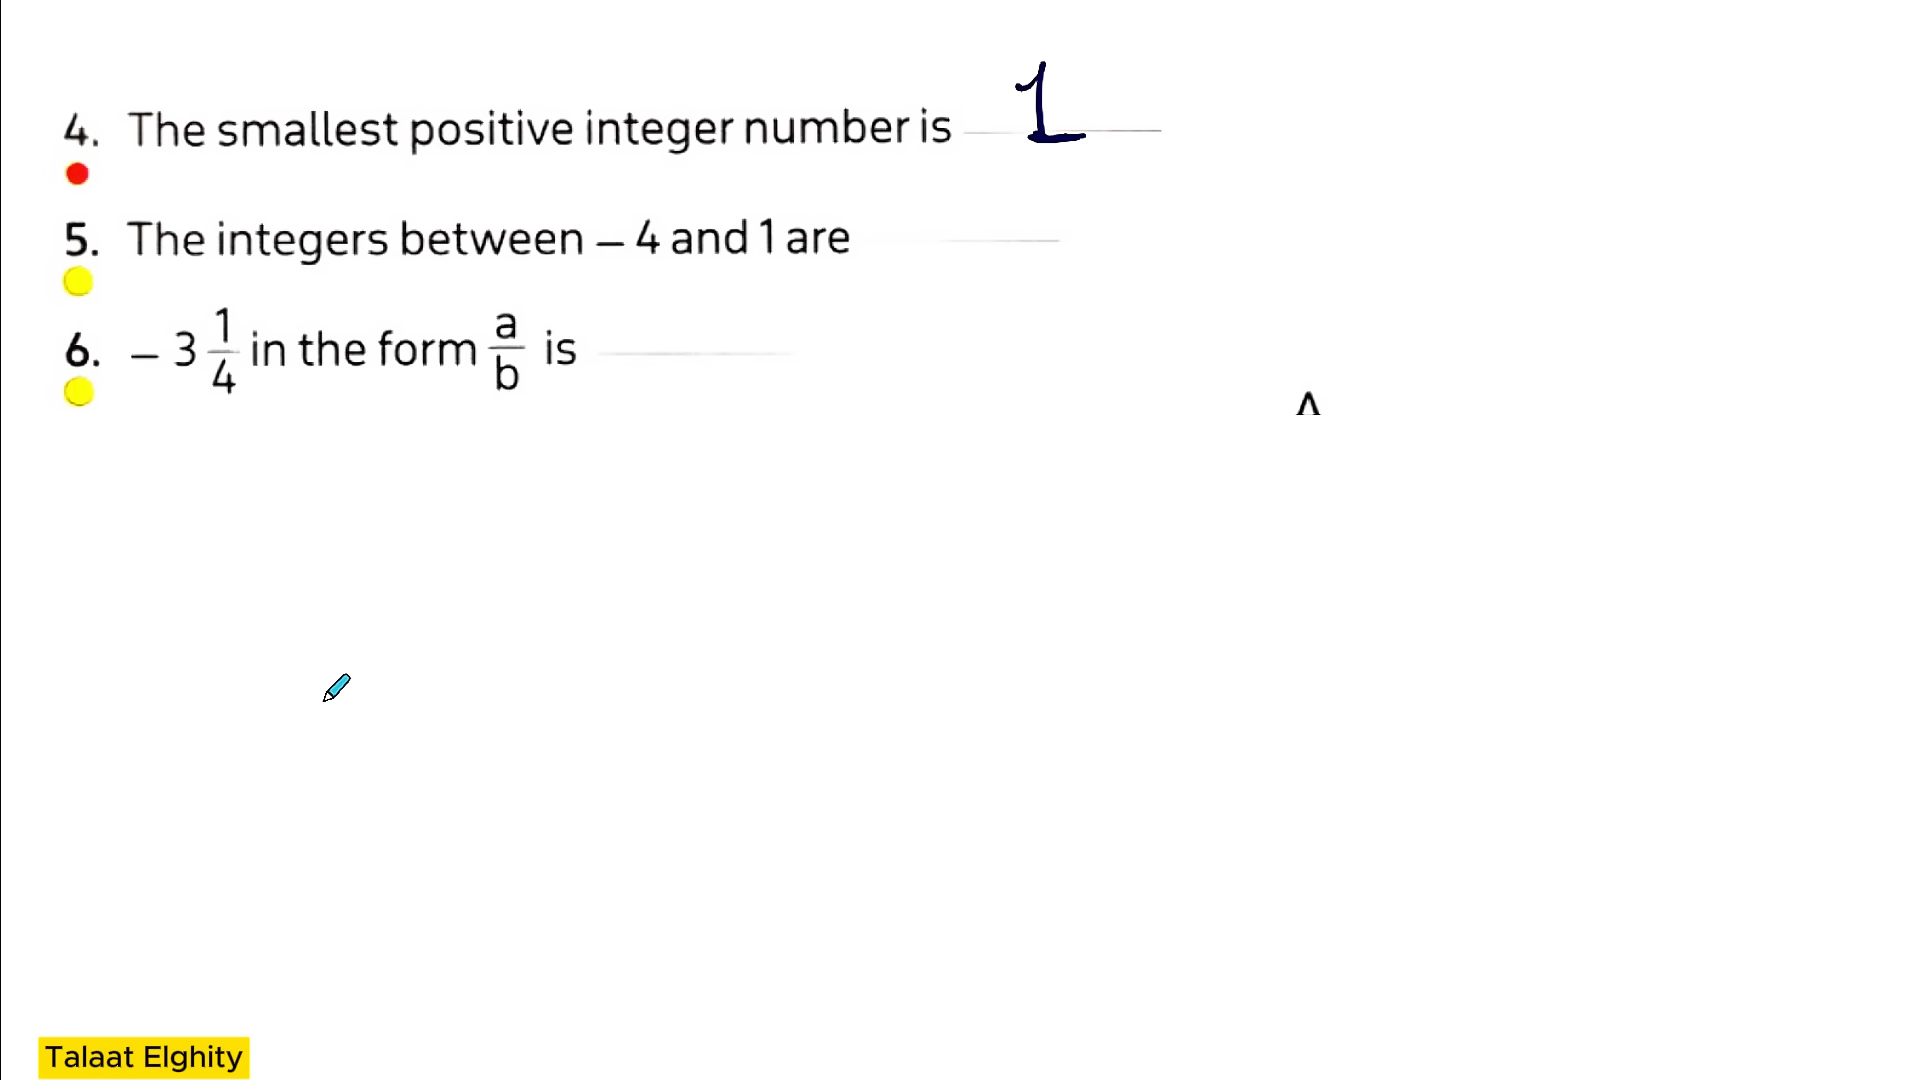 4. The smallest positive integer number is 1
5. The integers between – 4 and 1 are
6. – 3 1/4 in the form a/b is
^
Talaat Elghity